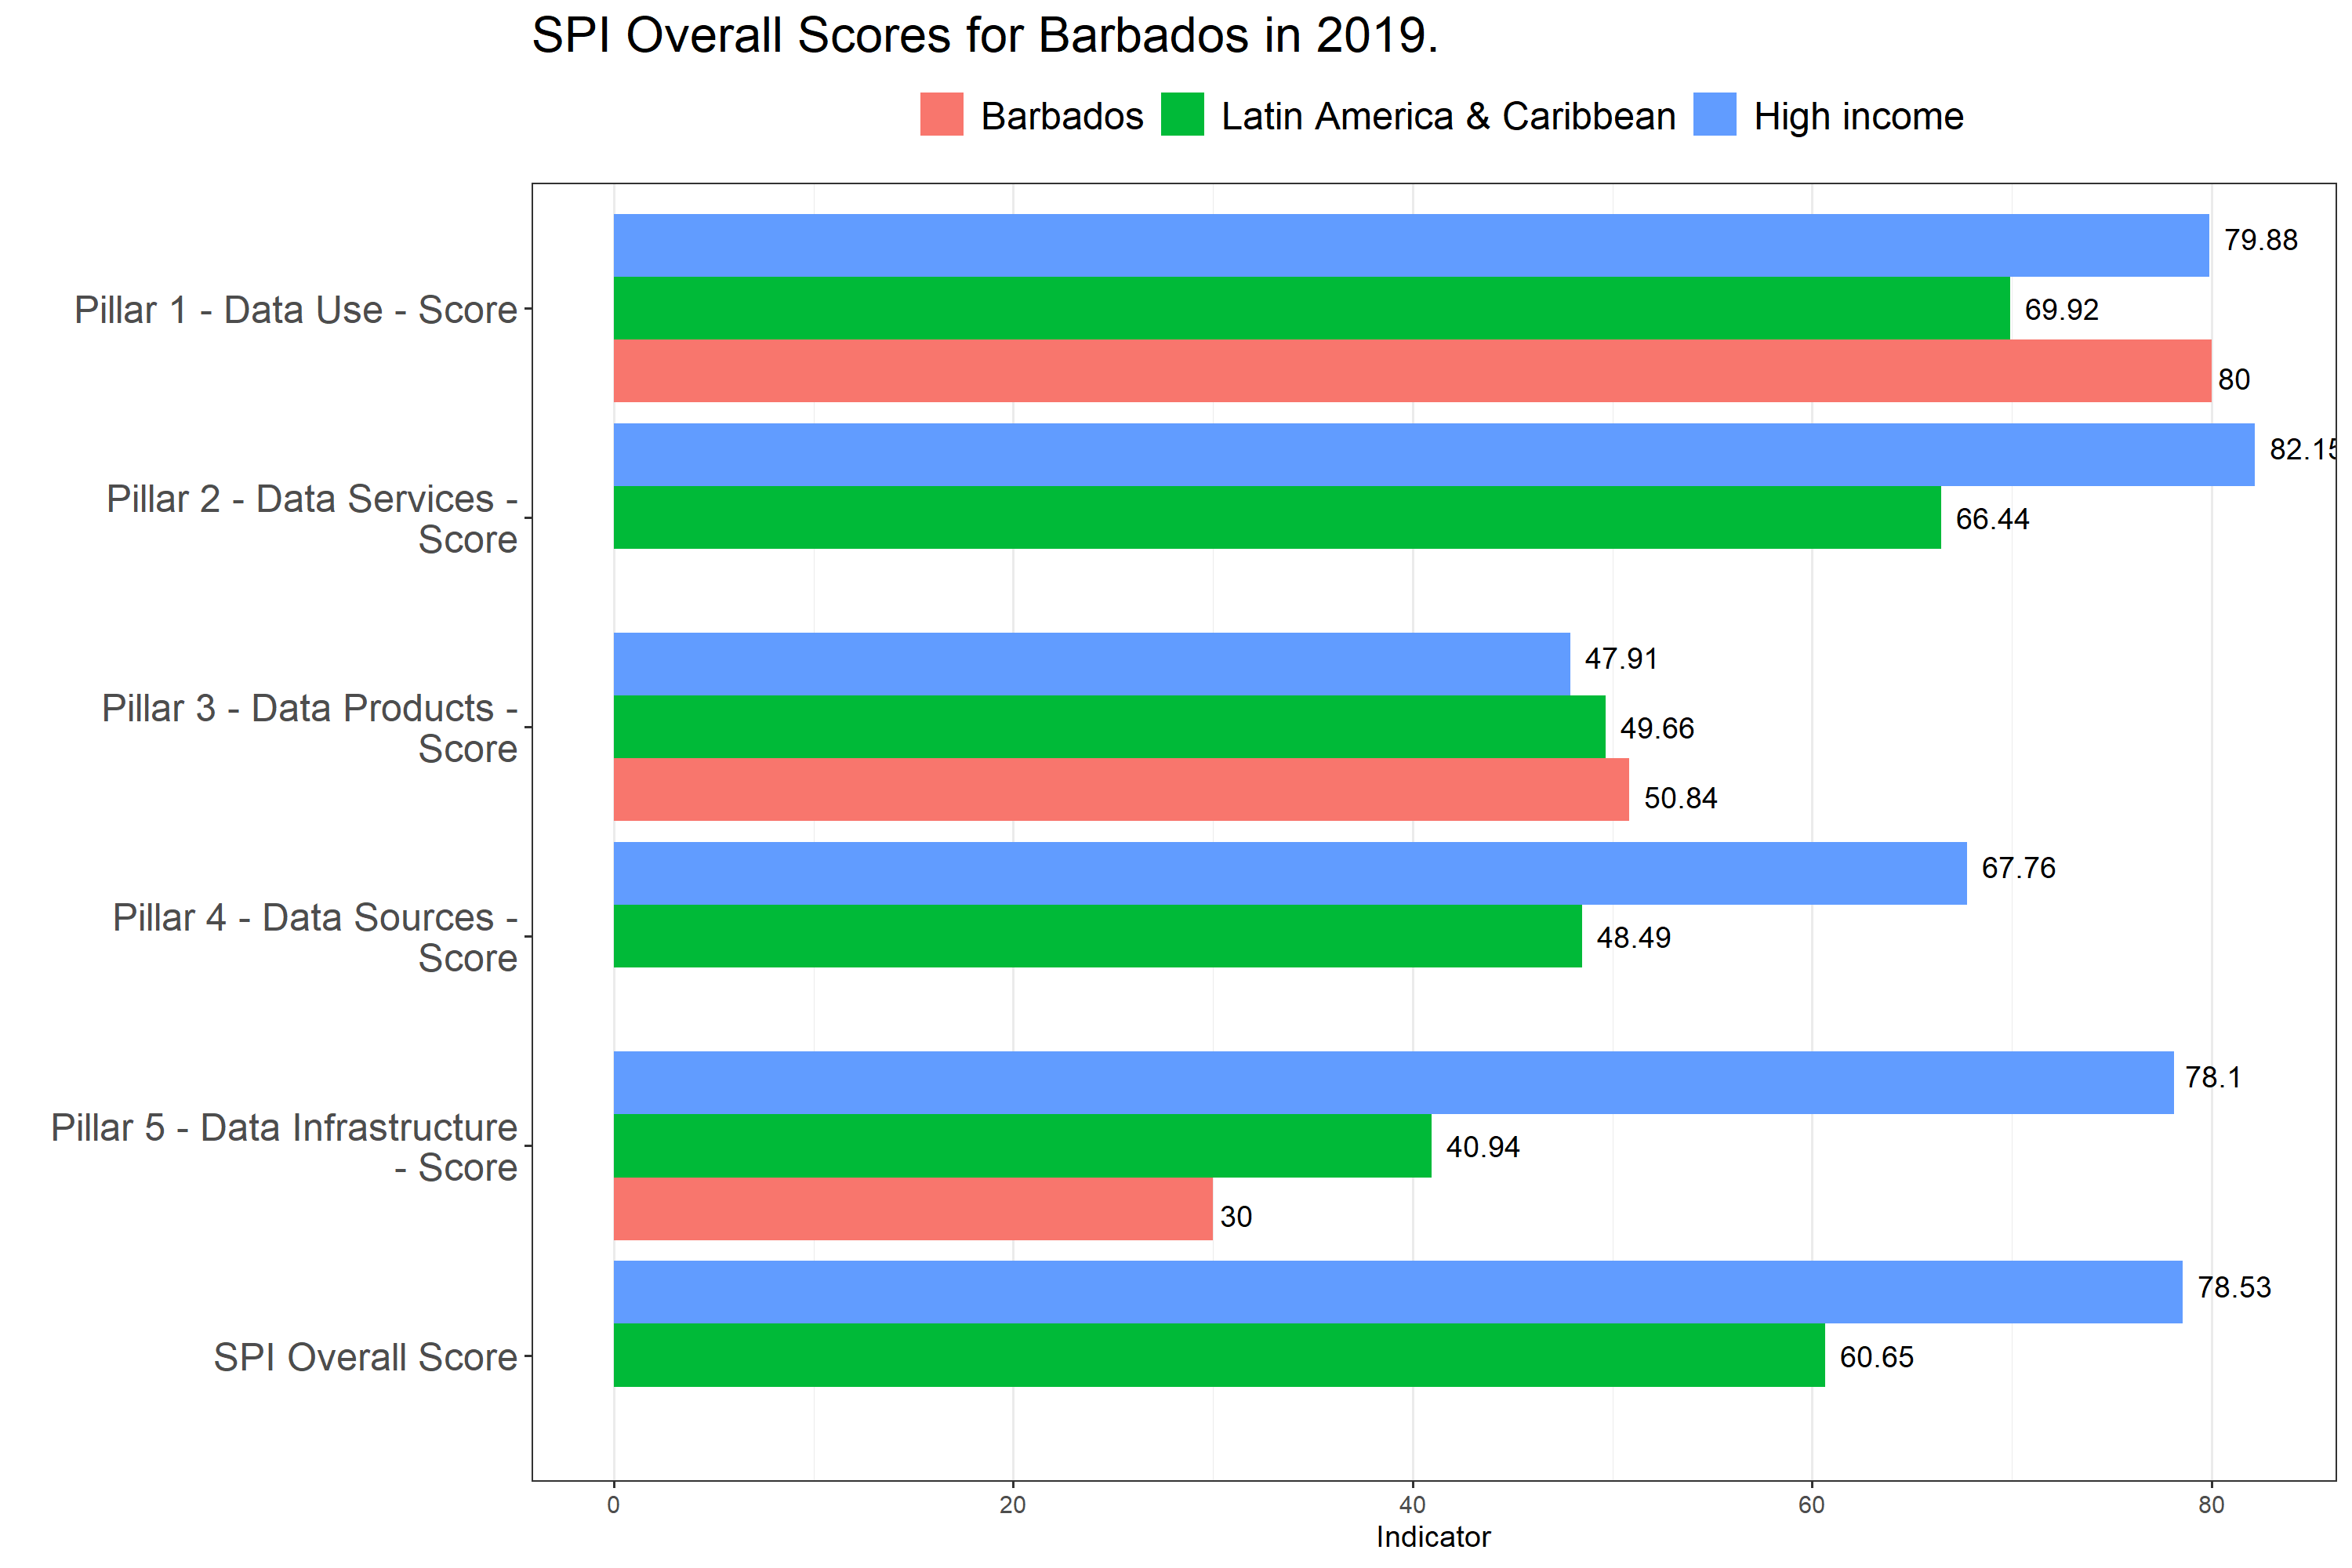 SPI Overall Scores for Barbados in 2019.
Barbados Latin America & Caribbean High income
Pillar 1 - Data Use - Score
79.88
69.92
80
Pillar 2 - Data Services -
Score
82.15
66.44
Pillar 3 - Data Products -
Score
47.91
49.66
50.84
Pillar 4 - Data Sources -
Score
67.76
48.49
Pillar 5 - Data Infrastructure
- Score
78.1
40.94
30
SPI Overall Score
78.53
60.65
0 20 40 60 80
Indicator